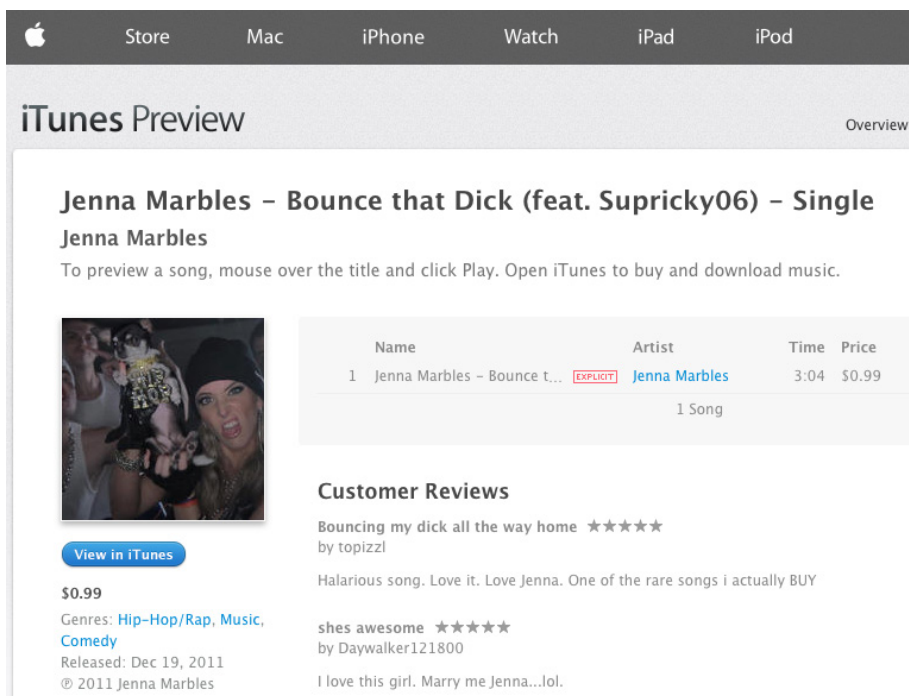 Store Mac iPhone Watch iPad iPod
iTunes Preview
Overview
Jenna Marbles – Bounce that Dick (feat. Supricky06) – Single
Jenna Marbles
To preview a song, mouse over the title and click Play. Open iTunes to buy and download music.
Name Artist Time Price
1 Jenna Marbles – Bounce t... EXPLICIT Jenna Marbles 3:04 $0.99
1 Song
HIP
HOP
View in iTunes
$0.99
Genres: Hip-Hop/Rap, Music,
Comedy
Released: Dec 19, 2011
℗ 2011 Jenna Marbles
Customer Reviews
Bouncing my dick all the way home ★★★★★
by topizzl
Halarious song. Love it. Love Jenna. One of the rare songs i actually BUY
shes awesome ★★★★★
by Daywalker121800
I love this girl. Marry me Jenna...lol.